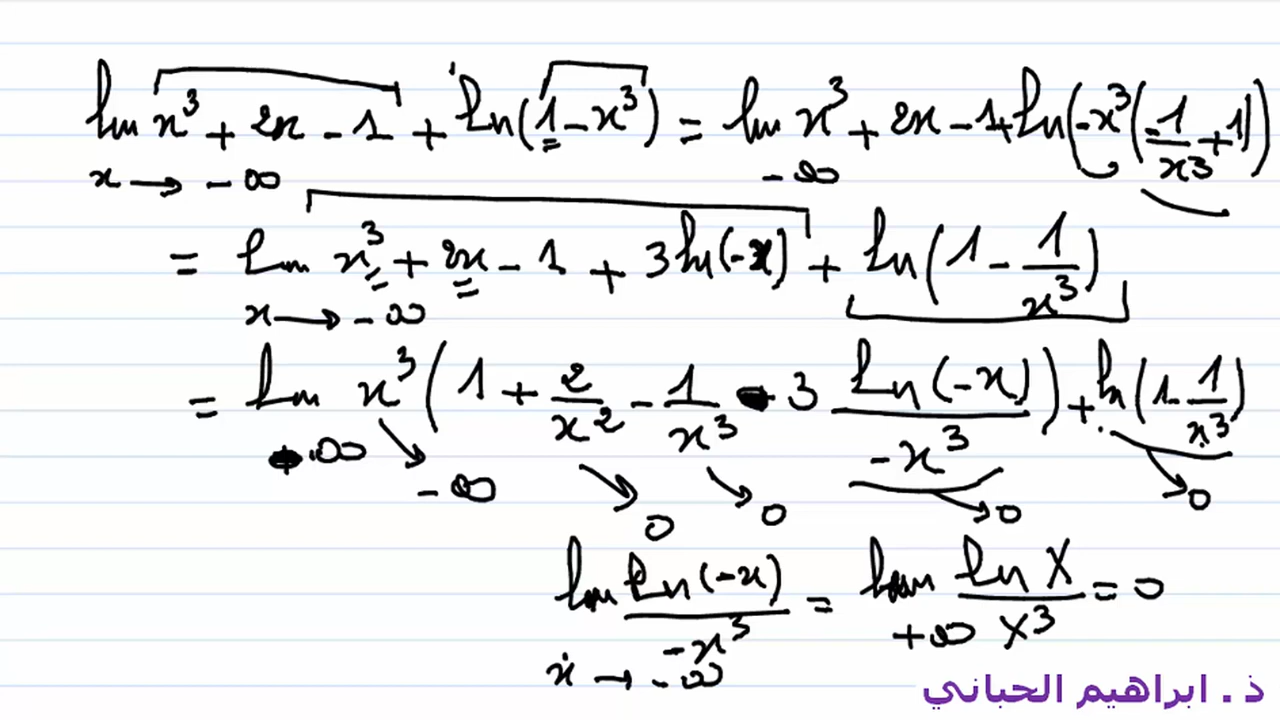 lim x³ + 2x - 1 + ln(1 - x³) = lim x³ + 2x - 1 + ln(-x³(-1/x³ + 1))
x → -∞ -∞
= lim x³ + 2x - 1 + 3ln(-x) + ln(1 - 1/x³)
x → -∞
= lim x³(1 + 2/x² - 1/x³ - 3 ln(-x)/-x³) + ln(1 - 1/x³)
-∞ → -∞ → 0 → 0 → 0 → 0
lim ln(-x)/-x³ = lim ln X/X³ = 0
x → -∞ +∞
ذ . ابراهيم الحباني